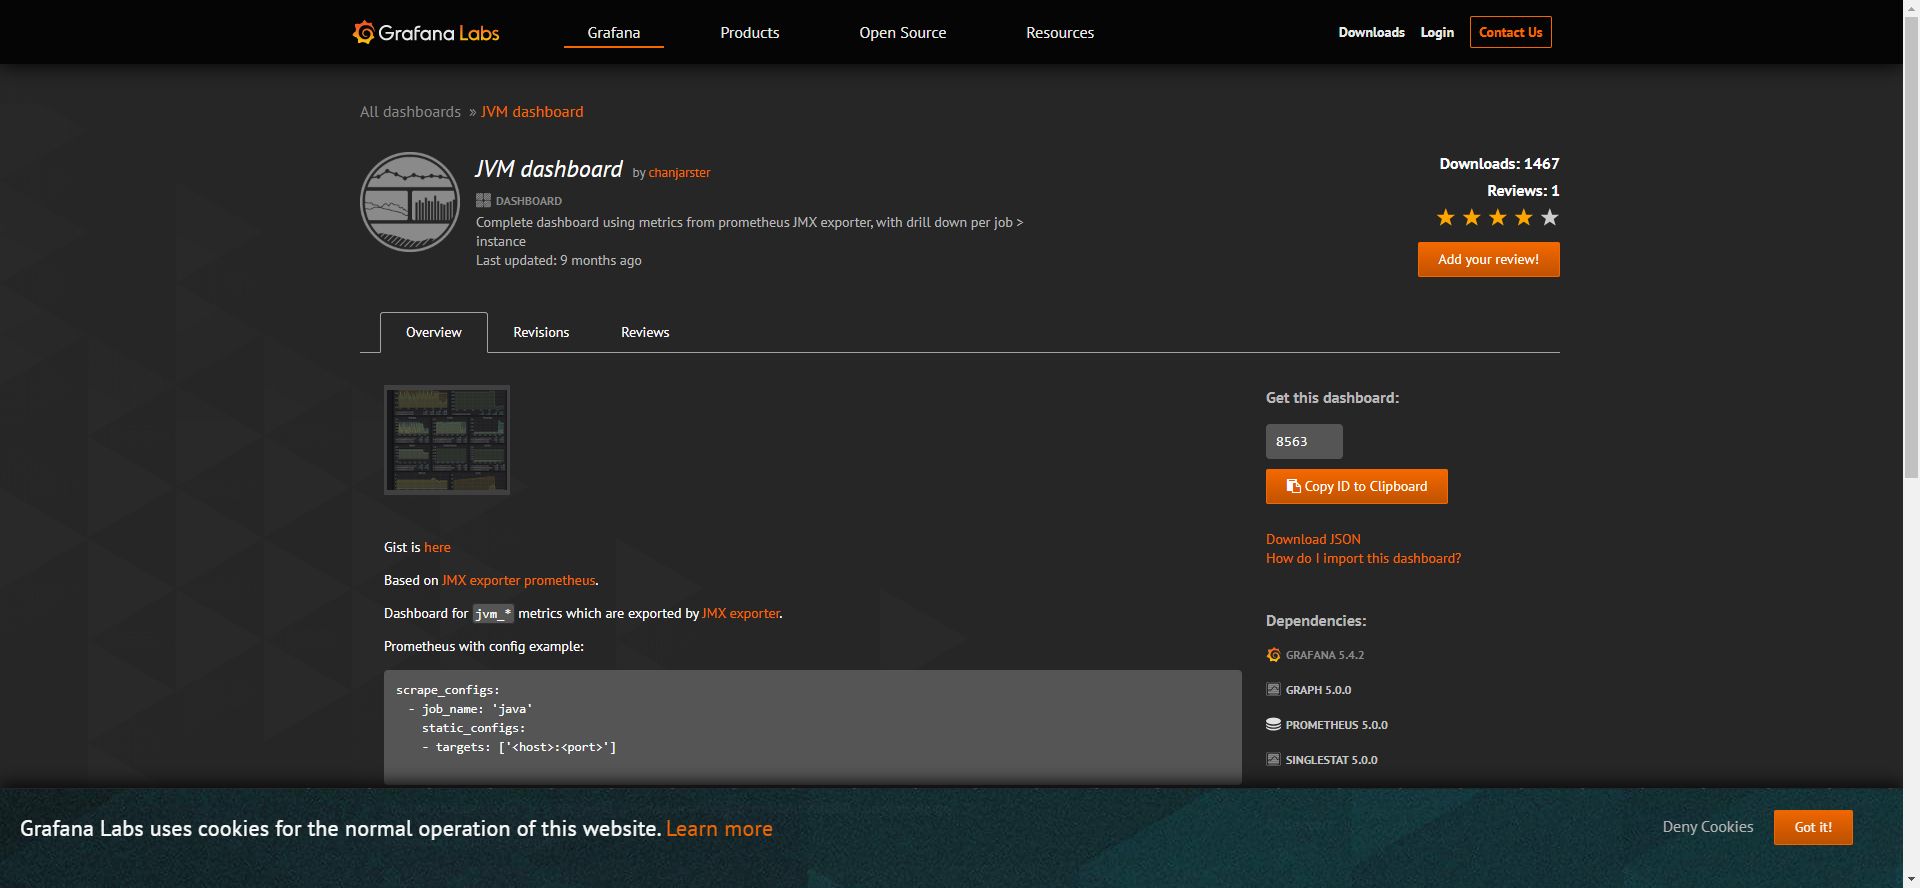 Grafana Labs
Grafana
Products
Open Source
Resources
Downloads
Login
Contact Us
All dashboards » JVM dashboard
JVM dashboard by chanjarster
DASHBOARD
Complete dashboard using metrics from prometheus JMX exporter, with drill down per job >
instance
Last updated: 9 months ago
Downloads: 1467
Reviews: 1
Add your review!
Overview
Revisions
Reviews
Gist is here
Based on JMX exporter prometheus.
Dashboard for jvm_* metrics which are exported by JMX exporter.
Prometheus with config example:
scrape_configs:
- job_name: 'java'
static_configs:
- targets: ['<host>:<port>']
Get this dashboard:
8563
Copy ID to Clipboard
Download JSON
How do I import this dashboard?
Dependencies:
GRAFANA 5.4.2
GRAPH 5.0.0
PROMETHEUS 5.0.0
SINGLESTAT 5.0.0
Grafana Labs uses cookies for the normal operation of this website. Learn more
Deny Cookies
Got it!